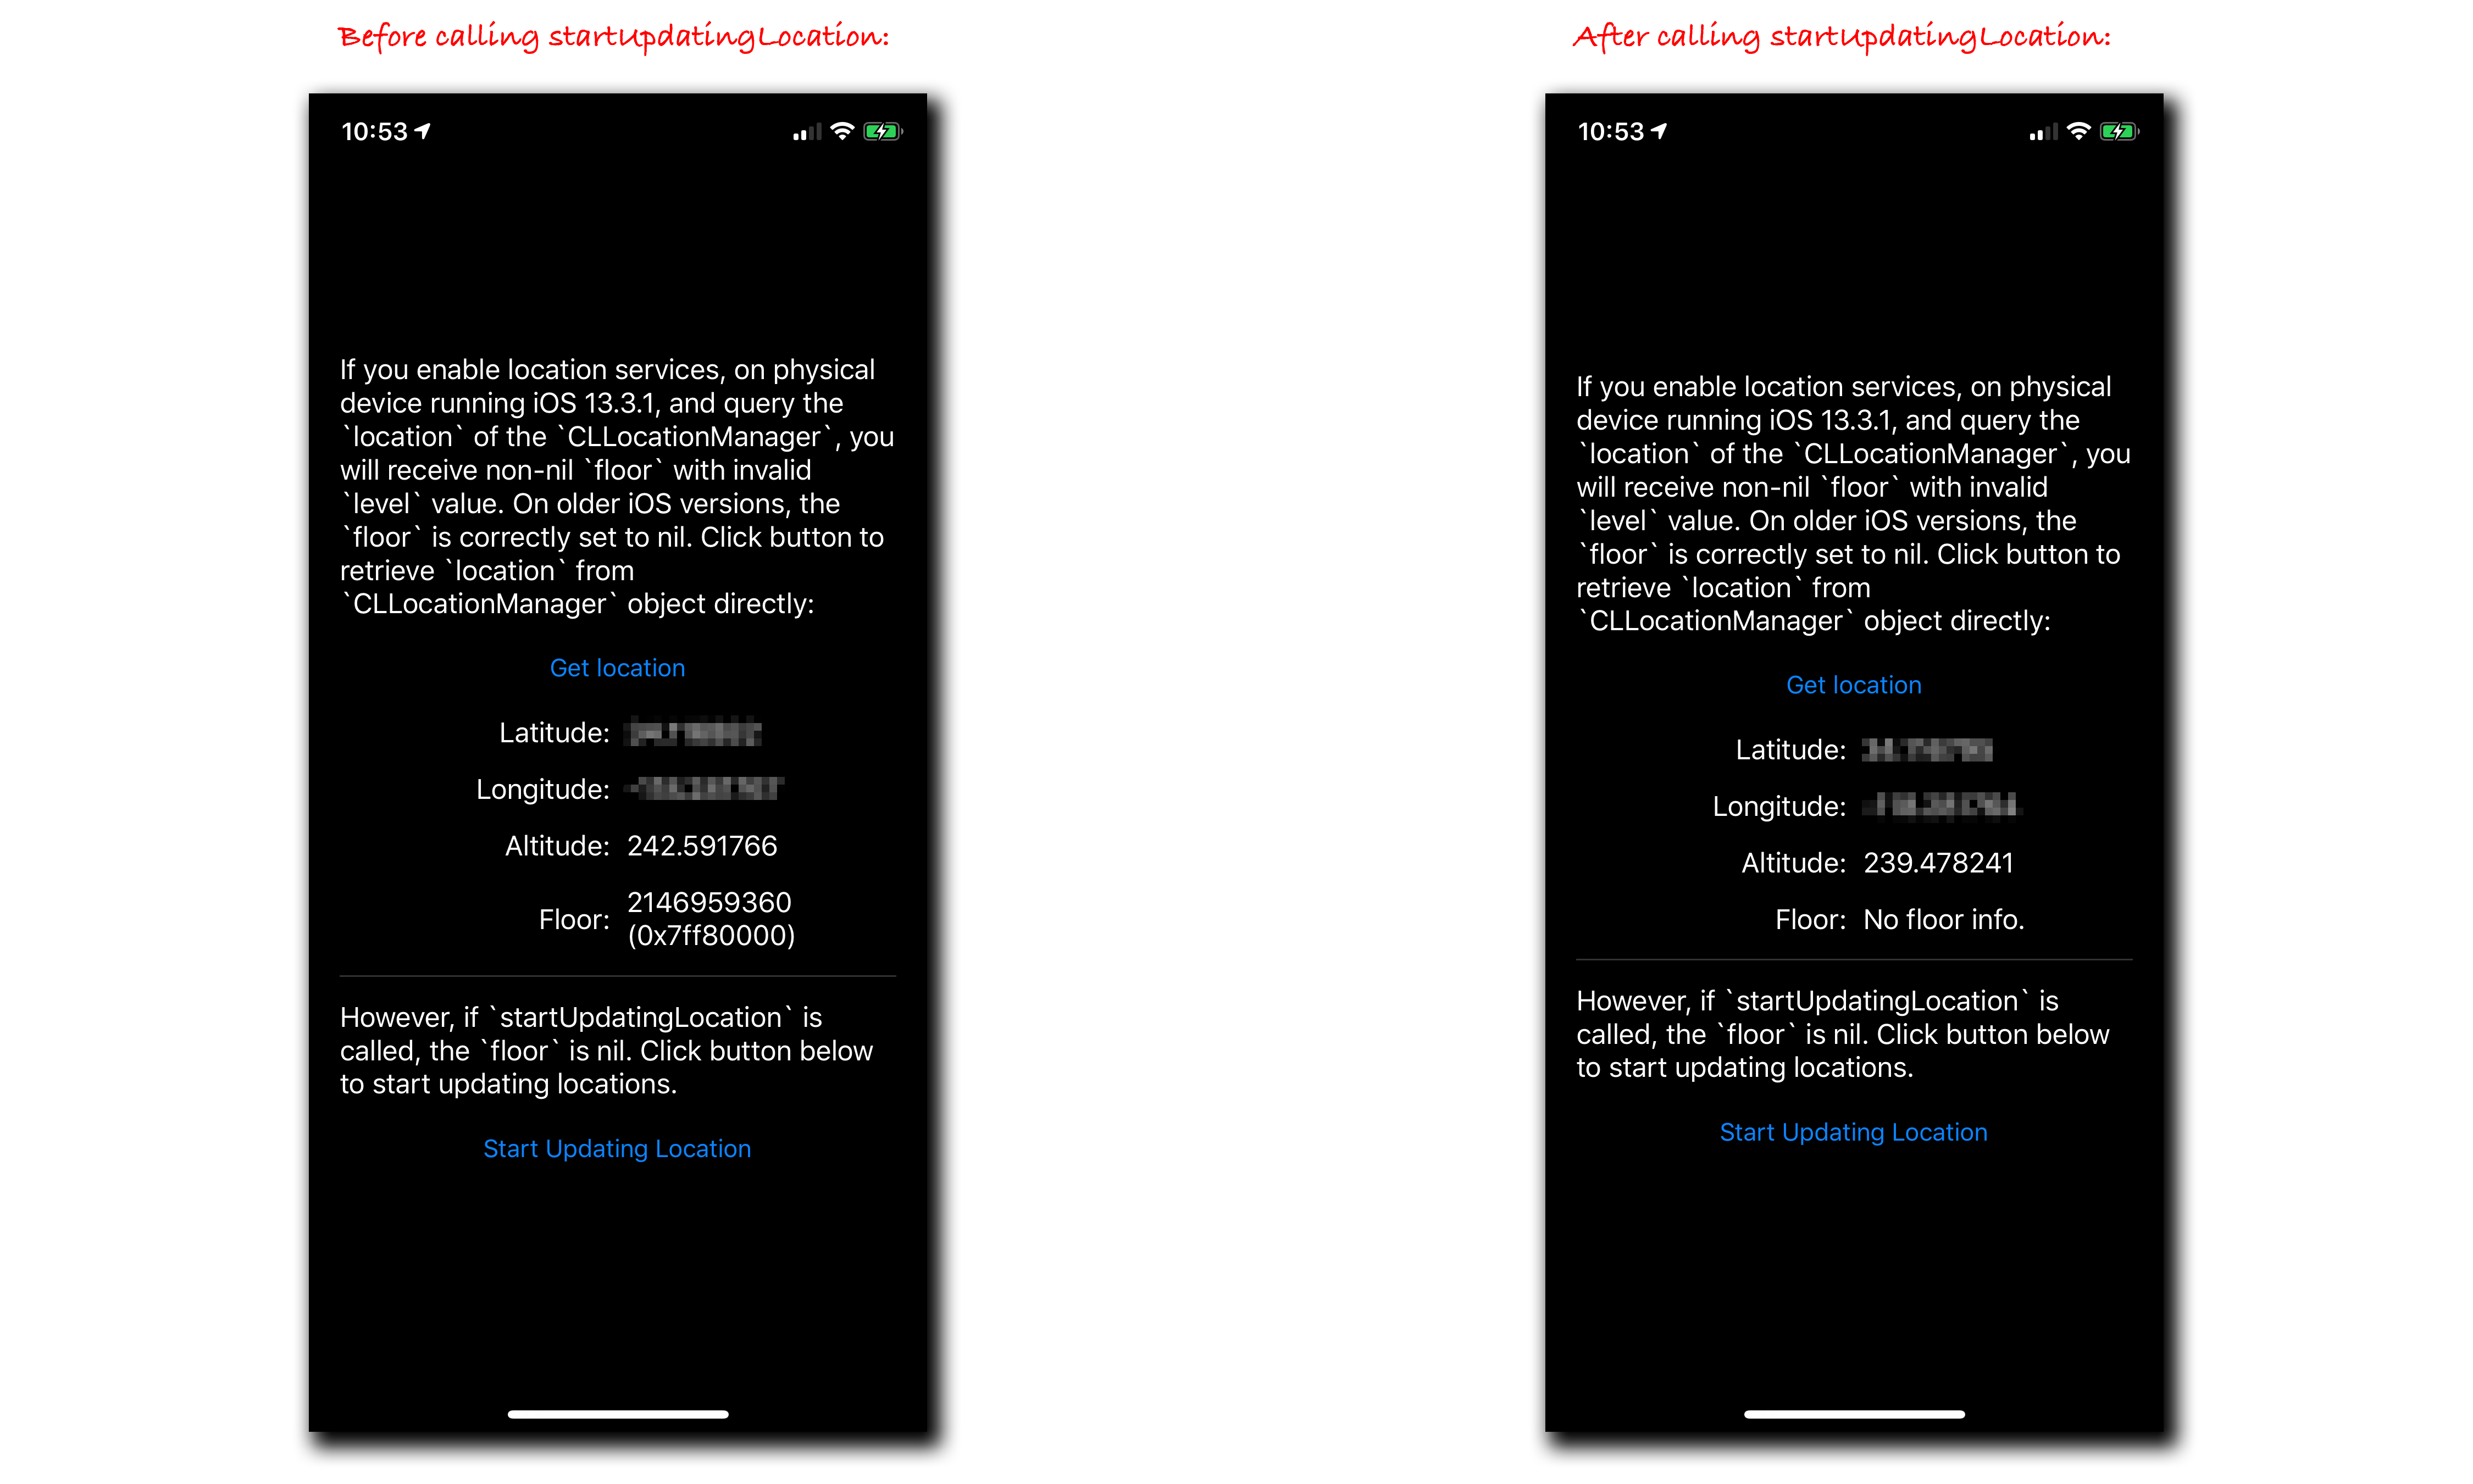 Before calling startUpdatingLocation:
10:53
If you enable location services, on physical
device running iOS 13.3.1, and query the
`location` of the `CLLocationManager`, you
will receive non-nil `floor` with invalid
`level` value. On older iOS versions, the
`floor` is correctly set to nil. Click button to
retrieve `location` from
`CLLocationManager` object directly:
Get location
Latitude:
Longitude:
Altitude: 242.591766
Floor: 2146959360
(0x7ff80000)
However, if `startUpdatingLocation` is
called, the `floor` is nil. Click button below
to start updating locations.
Start Updating Location
After calling startUpdatingLocation:
10:53
If you enable location services, on physical
device running iOS 13.3.1, and query the
`location` of the `CLLocationManager`, you
will receive non-nil `floor` with invalid
`level` value. On older iOS versions, the
`floor` is correctly set to nil. Click button to
retrieve `location` from
`CLLocationManager` object directly:
Get location
Latitude:
Longitude:
Altitude: 239.478241
Floor: No floor info.
However, if `startUpdatingLocation` is
called, the `floor` is nil. Click button below
to start updating locations.
Start Updating Location